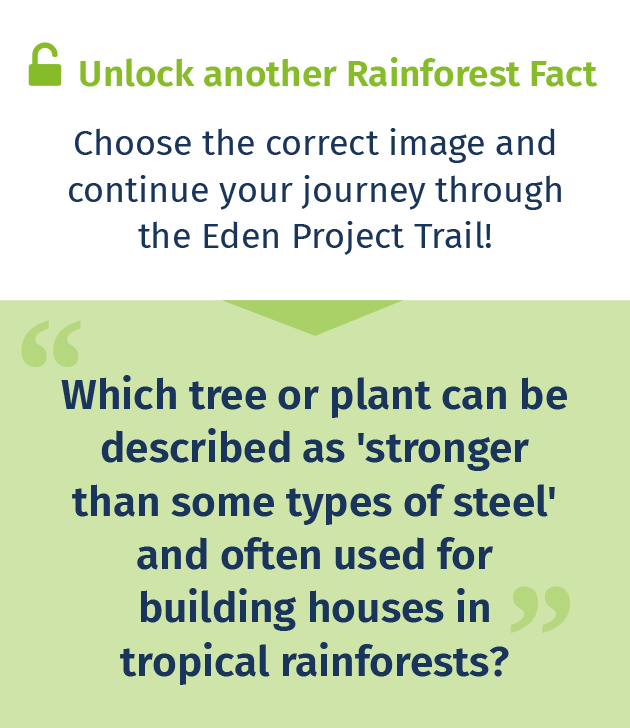 Unlock another Rainforest Fact
Choose the correct image and
continue your journey through
the Eden Project Trail!
“
Which tree or plant can be
described as 'stronger
than some types of steel'
and often used for
building houses in
tropical rainforests?
”